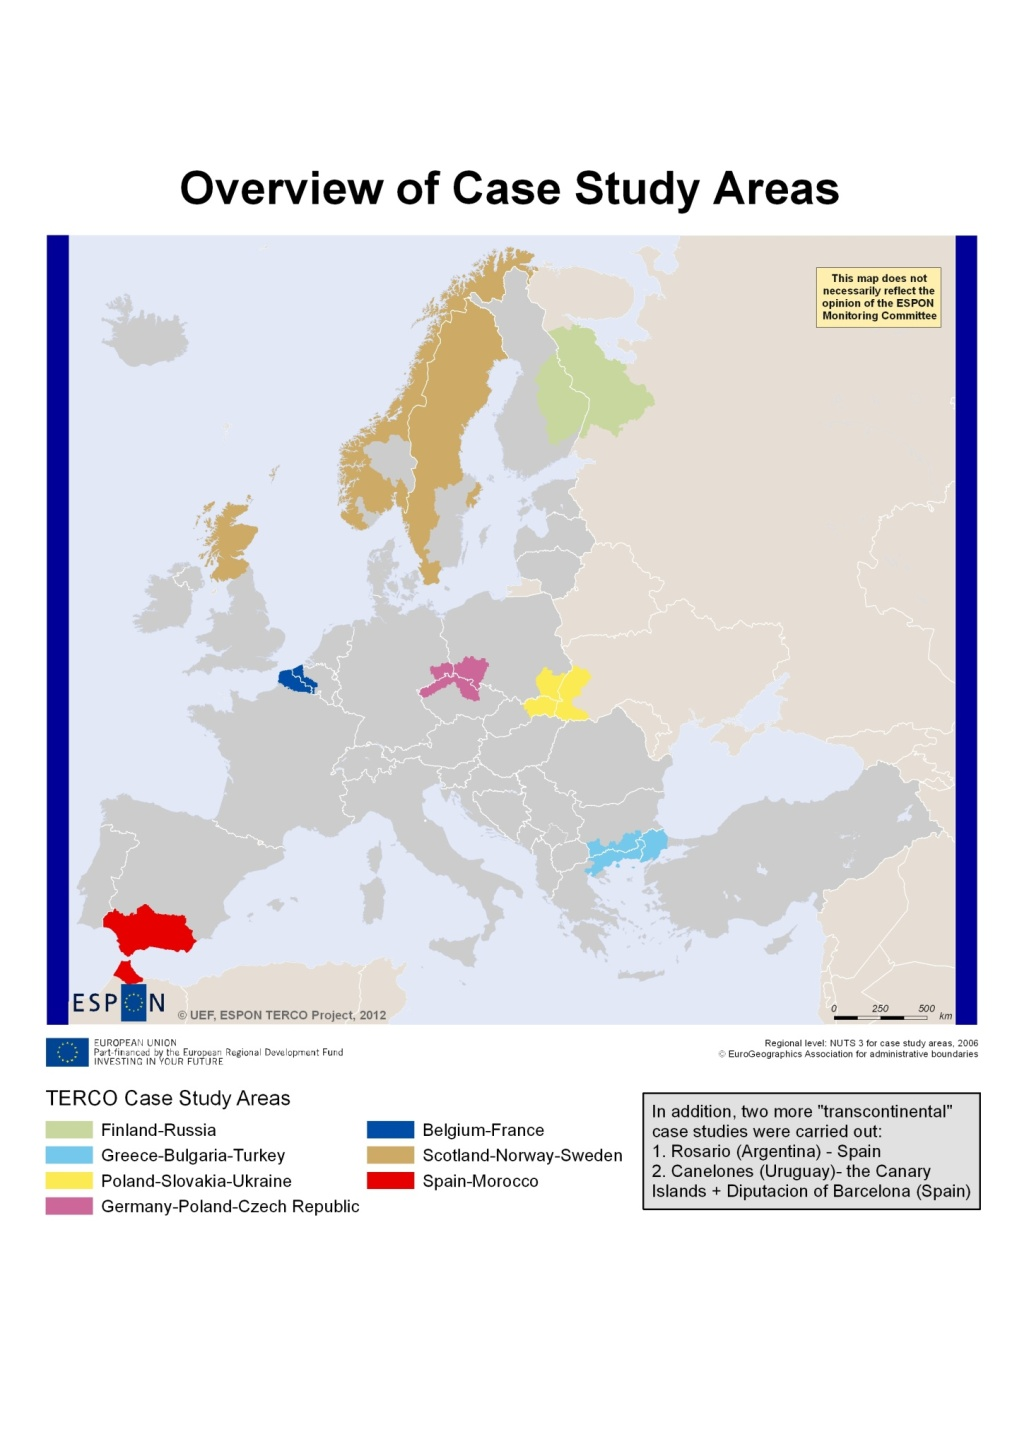 Overview of Case Study Areas
This map does not
necessarily reflect the
opinion of the ESPON
Monitoring Committee
ESPON
© UEF, ESPON TERCO Project, 2012
0 250 500
km
EUROPEAN UNION
Part-financed by the European Regional Development Fund
INVESTING IN YOUR FUTURE
Regional level: NUTS 3 for case study areas, 2006
© EuroGeographics Association for administrative boundaries
TERCO Case Study Areas
Finland-Russia
Greece-Bulgaria-Turkey
Poland-Slovakia-Ukraine
Germany-Poland-Czech Republic
Belgium-France
Scotland-Norway-Sweden
Spain-Morocco
In addition, two more "transcontinental"
case studies were carried out:
1. Rosario (Argentina) - Spain
2. Canelones (Uruguay)- the Canary
Islands + Diputacion of Barcelona (Spain)